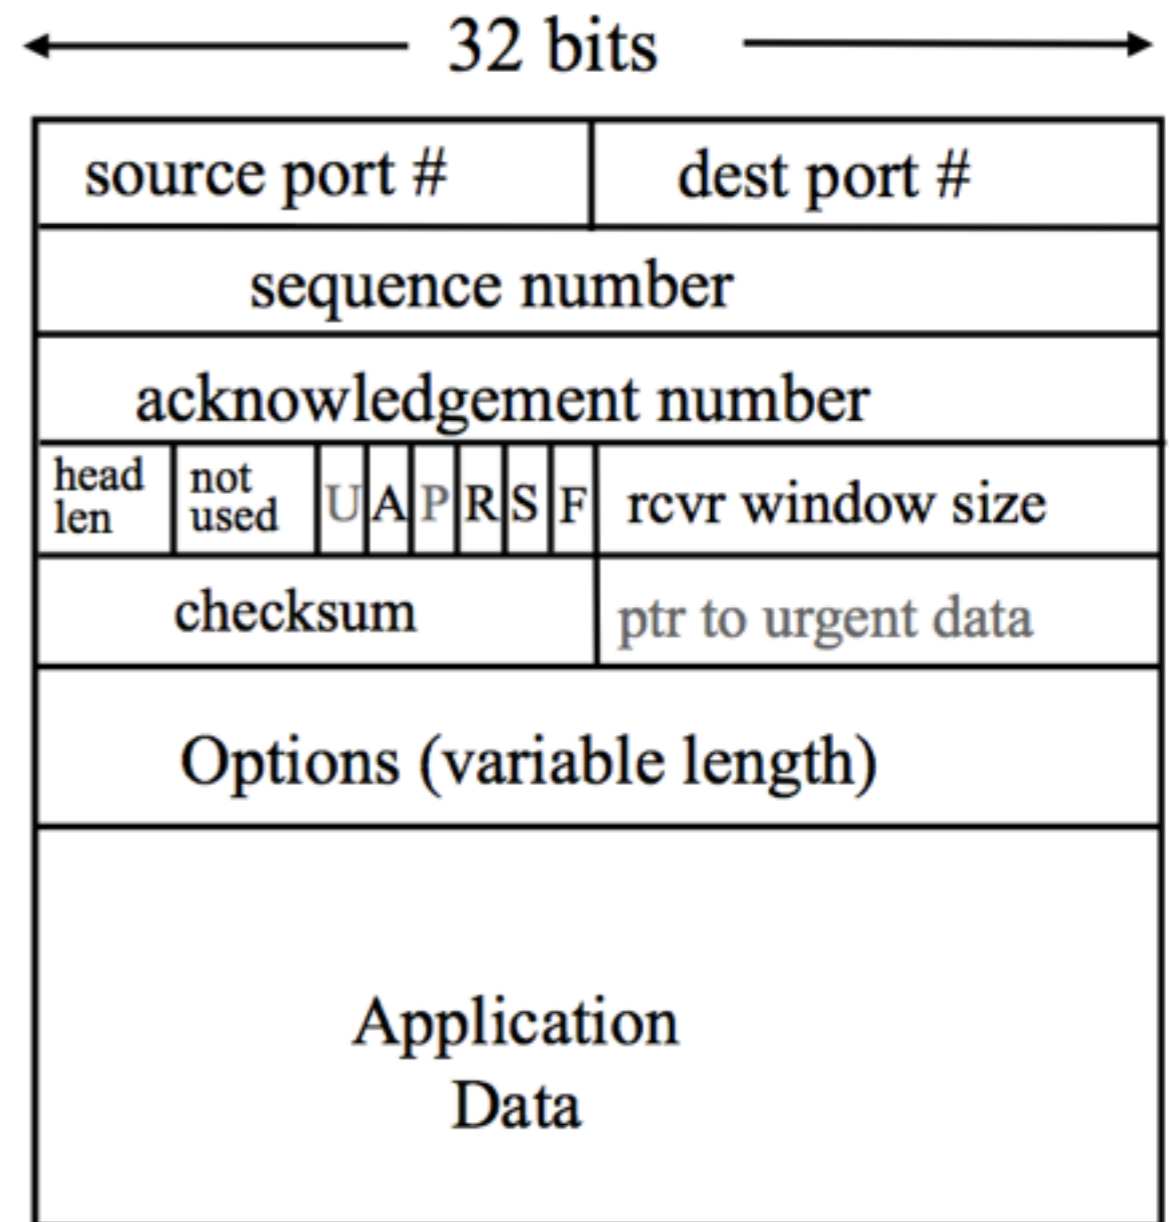 32 bits
source port # dest port #
sequence number
acknowledgement number
head len not used U A P R S F rcvr window size
checksum ptr to urgent data
Options (variable length)
Application
Data